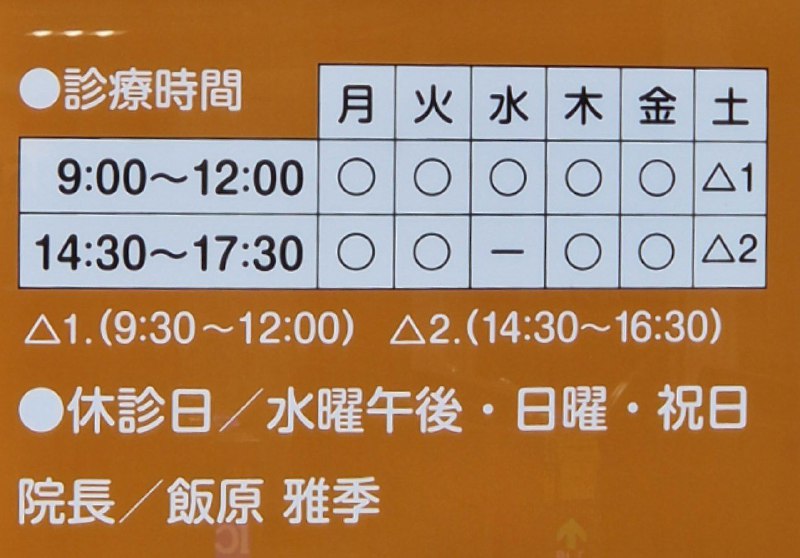 ●診療時間 月 火 水 木 金 土
9:00〜12:00 ○ ○ ○ ○ ○ △1
14:30〜17:30 ○ ○ － ○ ○ △2
△1.(9:30〜12:00) △2.(14:30〜16:30)
●休診日／水曜午後・日曜・祝日
院長／飯原 雅季